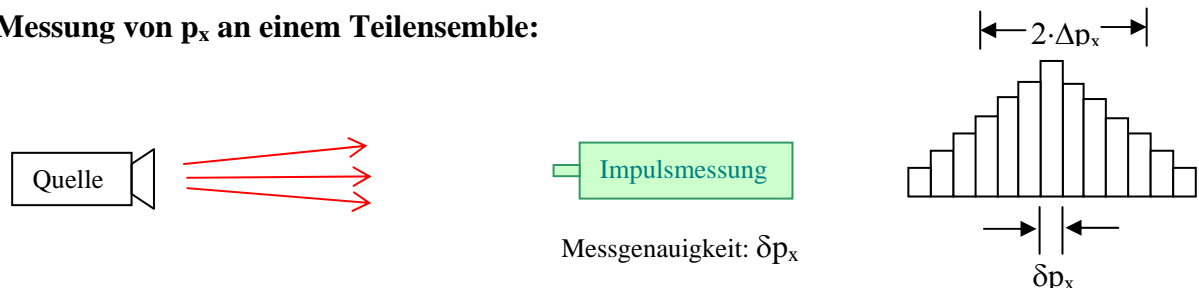 Messung von pₓ an einem Teilensemble:
2·Δpₓ
Quelle
Impulsmessung
Messgenauigkeit: δpₓ
δpₓ